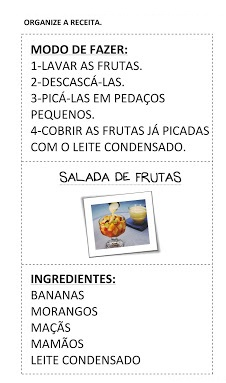 ORGANIZE A RECEITA.
MODO DE FAZER:
1-LAVAR AS FRUTAS.
2-DESCASCÁ-LAS.
3-PICÁ-LAS EM PEDAÇOS
PEQUENOS.
4-COBRIR AS FRUTAS JÁ PICADAS
COM O LEITE CONDENSADO.
SALADA DE FRUTAS
INGREDIENTES:
BANANAS
MORANGOS
MAÇÃS
MAMÃOS
LEITE CONDENSADO